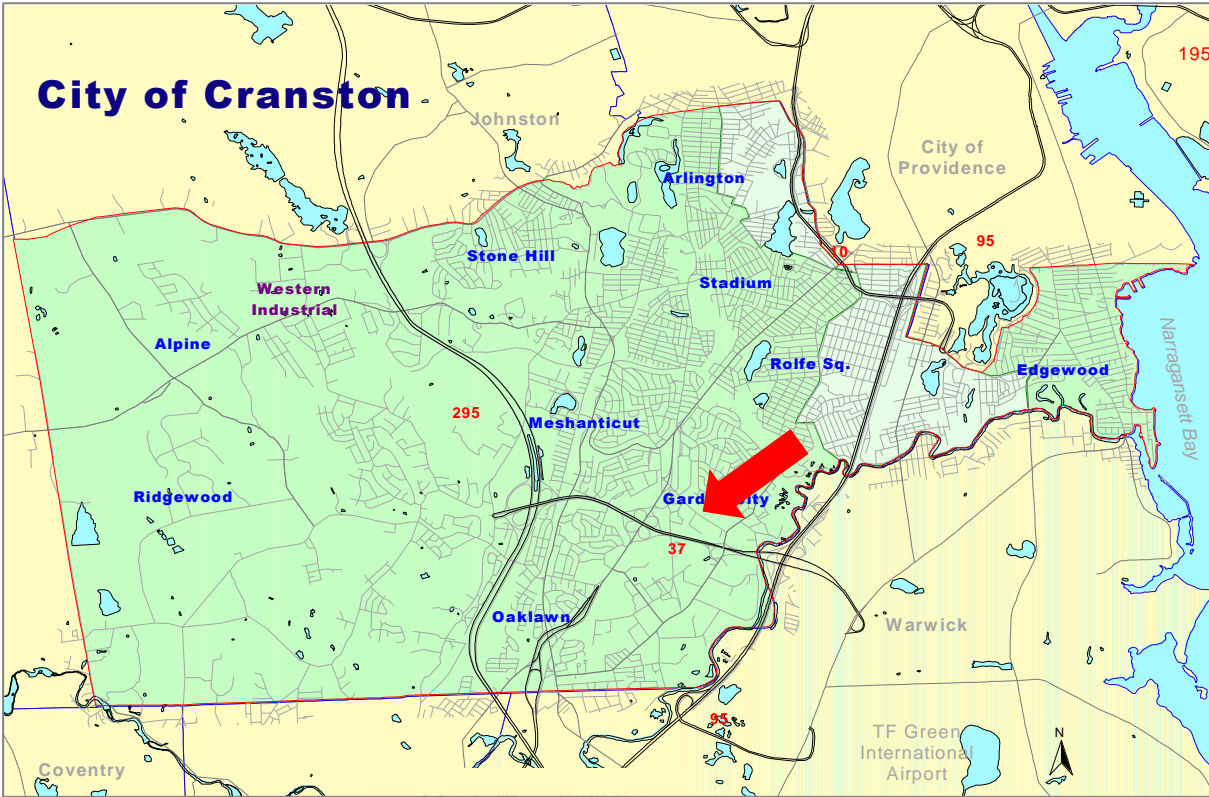 City of Cranston
195
Johnston
City of
Providence
Arlington
10
95
Stone Hill
Stadium
Western
Industrial
Alpine
Rolfe Sq.
Edgewood
Narragansett Bay
295
Meshanticut
Ridgewood
37
Oaklawn
Warwick
95
TF Green
International
Airport
N
Coventry